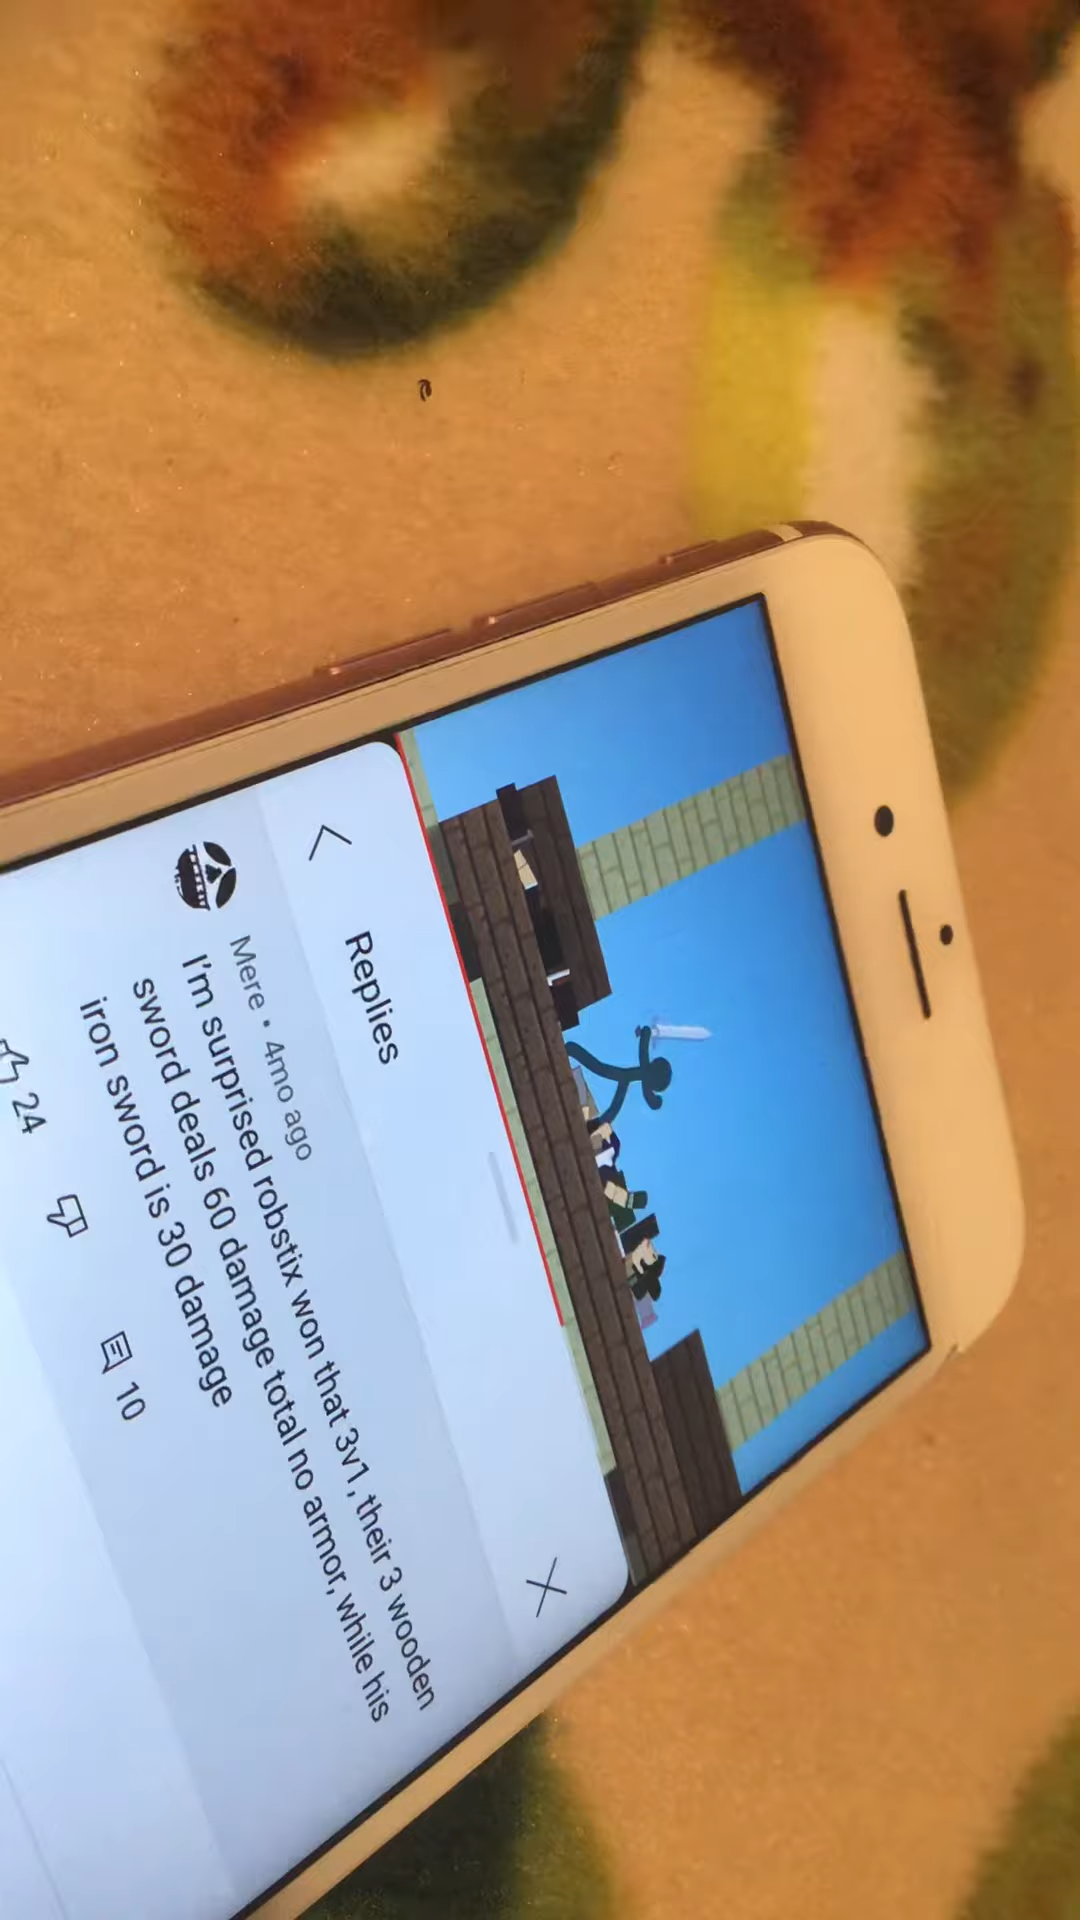 Replies
Mere • 4mo ago
I'm surprised robstix won that 3v1, their 3 wooden
sword deals 60 damage total no armor, while his
iron sword is 30 damage
24
10